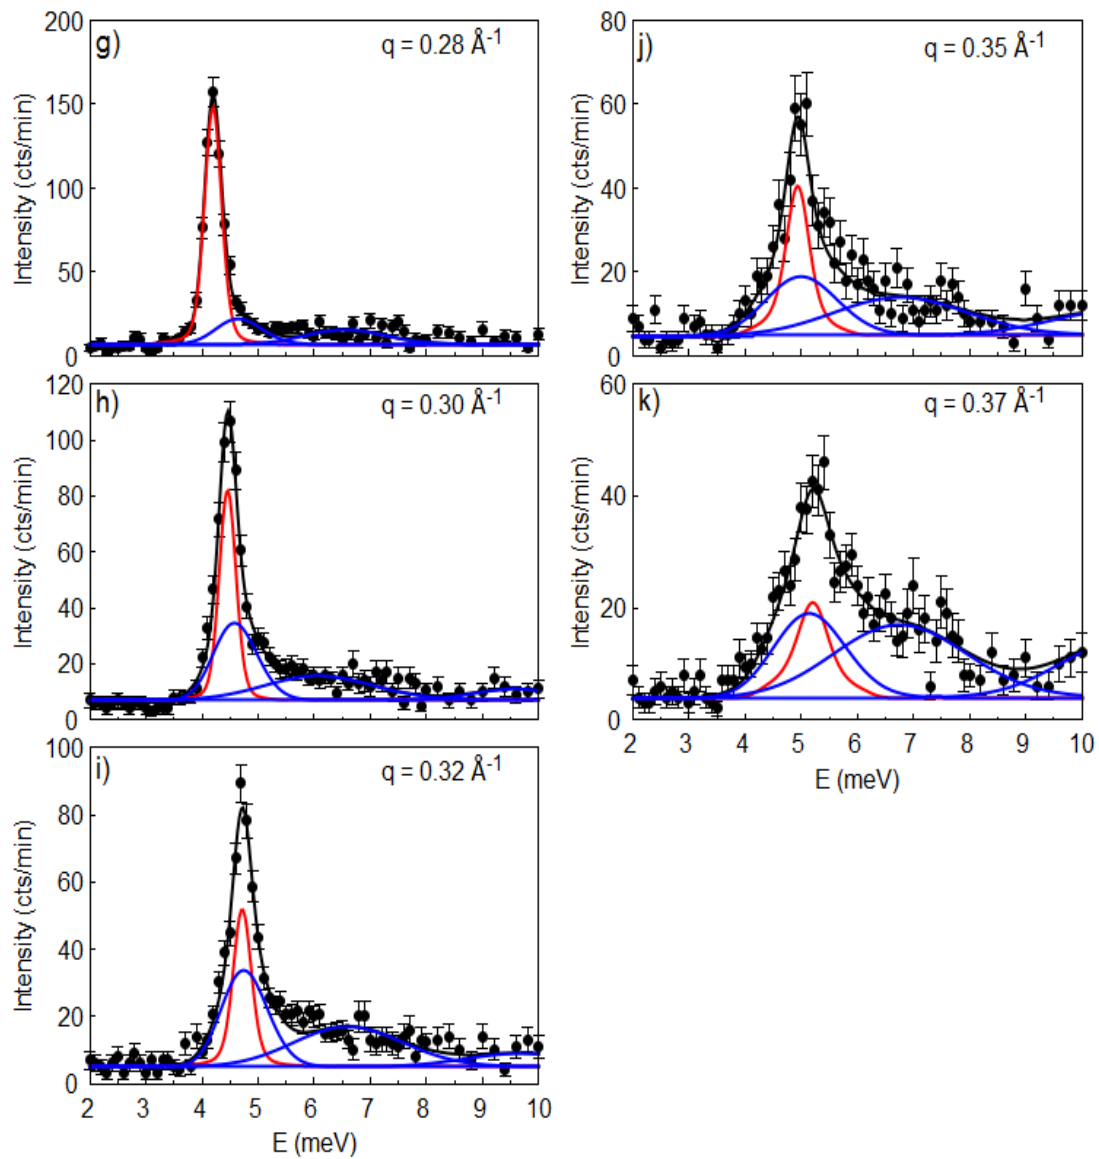 g)
q = 0.28 Å⁻¹
Intensity (cts/min)
200
150
100
50
0
h)
q = 0.30 Å⁻¹
Intensity (cts/min)
120
100
80
60
40
20
0
i)
q = 0.32 Å⁻¹
Intensity (cts/min)
100
80
60
40
20
0
2 3 4 5 6 7 8 9 10
E (meV)
j)
q = 0.35 Å⁻¹
Intensity (cts/min)
80
60
40
20
0
k)
q = 0.37 Å⁻¹
Intensity (cts/min)
60
40
20
0
2 3 4 5 6 7 8 9 10
E (meV)